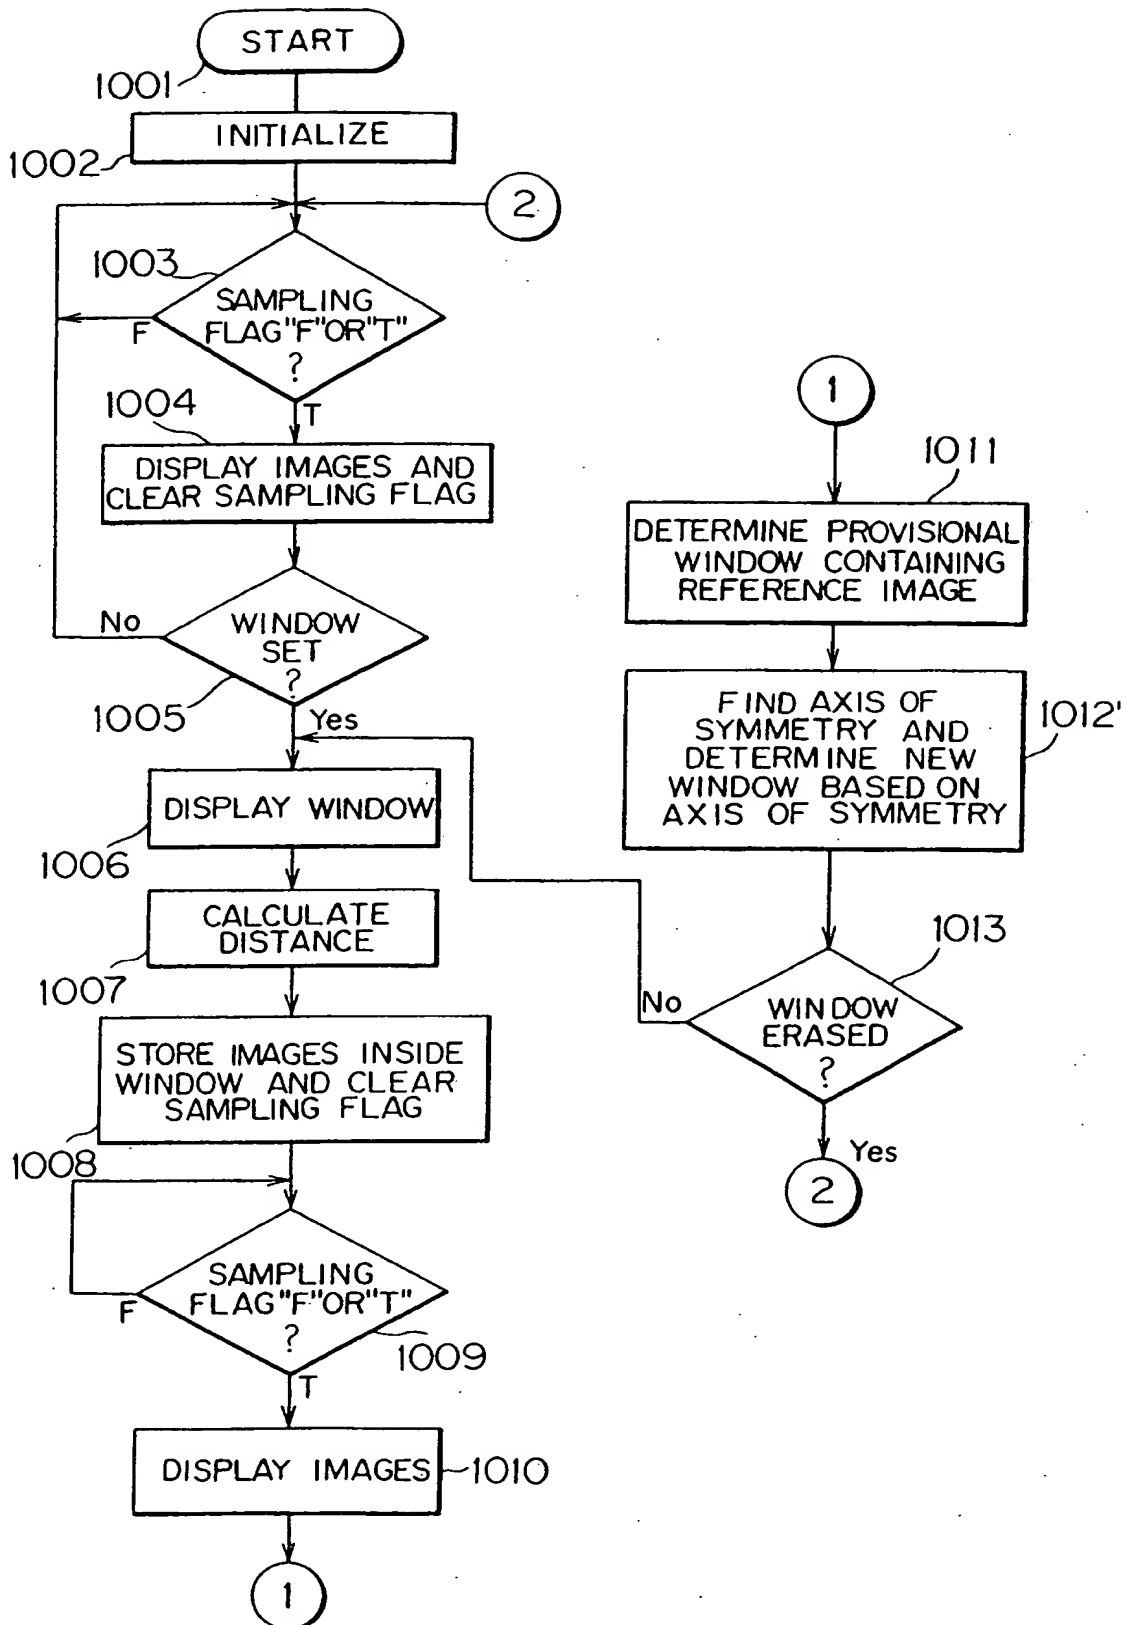 START
1001
INITIALIZE
1002
2
1003
SAMPLING
FLAG"F"OR"T"
?
F
T
1004
DISPLAY IMAGES AND
CLEAR SAMPLING FLAG
No
WINDOW
SET
?
1005
Yes
DISPLAY WINDOW
1006
CALCULATE
DISTANCE
1007
STORE IMAGES INSIDE
WINDOW AND CLEAR
SAMPLING FLAG
1008
SAMPLING
FLAG"F"OR"T"
?
F
1009
T
DISPLAY IMAGES
1010
1
1
1011
DETERMINE PROVISIONAL
WINDOW CONTAINING
REFERENCE IMAGE
FIND AXIS OF
SYMMETRY AND
DETERMINE NEW
WINDOW BASED ON
AXIS OF SYMMETRY
1012'
1013
No
WINDOW
ERASED
?
Yes
2